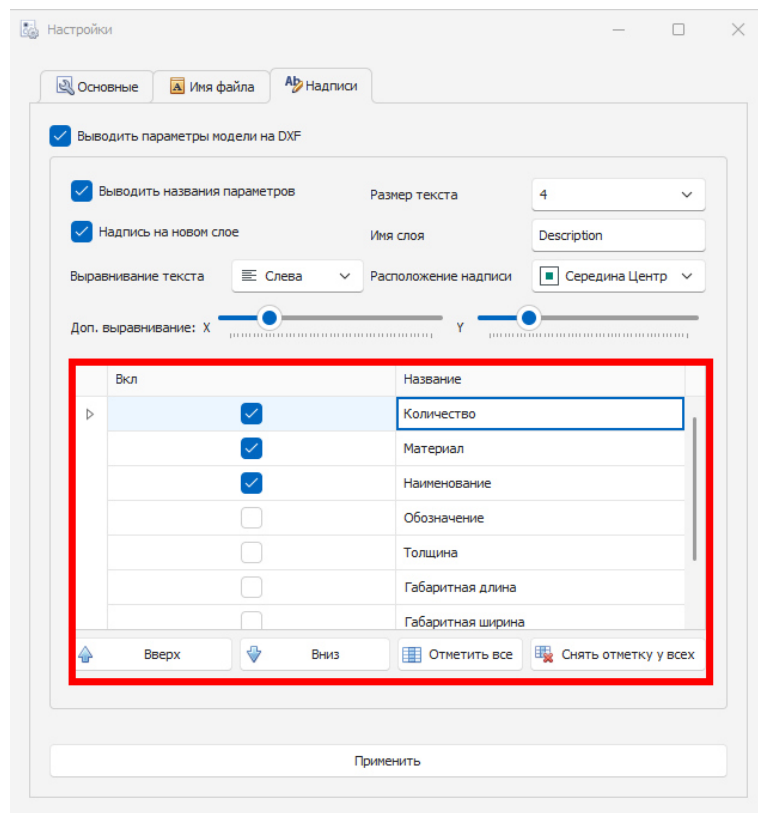 Настройки
Основные Имя файла Надписи
Выводить параметры модели на DXF
Выводить названия параметров Размер текста 4
Надпись на новом слое Имя слоя Description
Выравнивание текста Слева Расположение надписи Середина Центр
Доп. выравнивание: X Y
Вкл Название
Количество
Материал
Наименование
Обозначение
Толщина
Габаритная длина
Габаритная ширина
Вверх Вниз Отметить все Снять отметку у всех
Применить